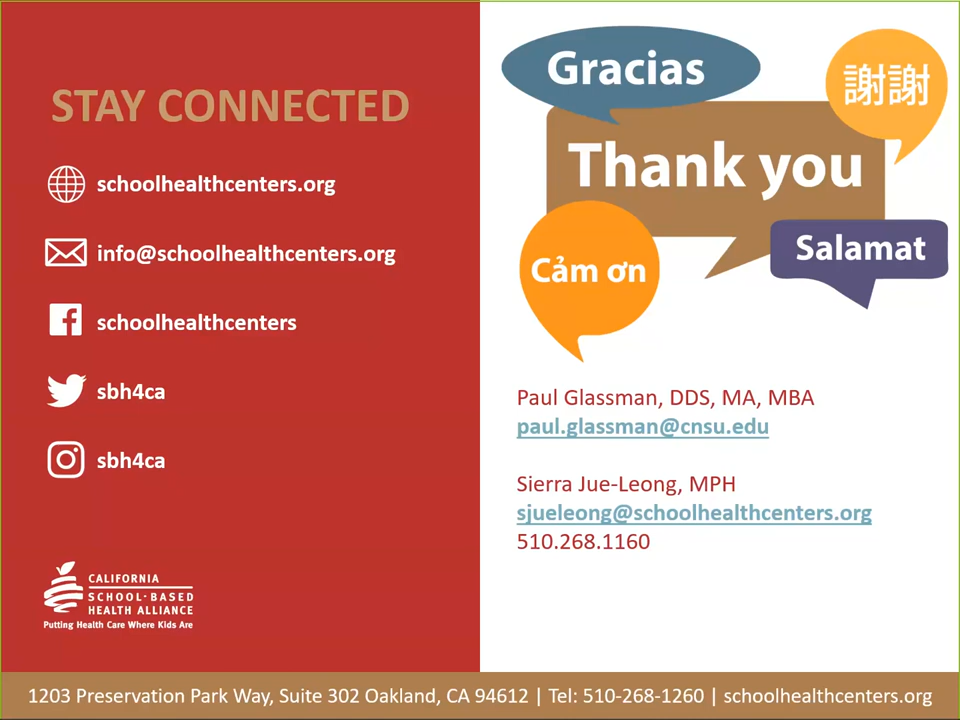 STAY CONNECTED
schoolhealthcenters.org
info@schoolhealthcenters.org
schoolhealthcenters
sbh4ca
sbh4ca
CALIFORNIA
SCHOOL-BASED
HEALTH ALLIANCE
Putting Health Care Where Kids Are
Gracias
謝謝
Thank you
Salamat
Cảm ơn
Paul Glassman, DDS, MA, MBA
paul.glassman@cnsu.edu
Sierra Jue-Leong, MPH
sjueleong@schoolhealthcenters.org
510.268.1160
1203 Preservation Park Way, Suite 302 Oakland, CA 94612 | Tel: 510-268-1260 | schoolhealthcenters.org